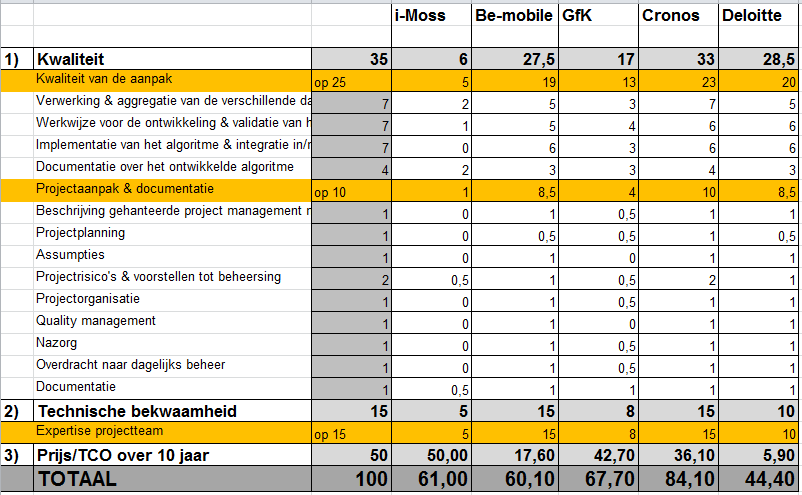 i-Moss Be-mobile GfK Cronos Deloitte
1) Kwaliteit 35 6 27,5 17 33 28,5
Kwaliteit van de aanpak op 25 5 19 13 23 20
Verwerking & aggregatie van de verschillende 7 2 5 3 7 5
Werkwijze voor de ontwikkeling & validatie van 7 1 5 4 6 6
Implementatie van het algoritme & integratie 7 0 6 3 6 6
Documentatie over het ontwikkelde algoritme 4 2 3 3 4 3
Projectaanpak & documentatie op 10 1 8,5 4 10 8,5
Beschrijving gehanteerde project management 1 0 1 0,5 1 1
Projectplanning 1 0 0,5 0,5 1 0,5
Assumpties 1 0 1 0 1 1
Projectrisico's & voorstellen tot beheersing 2 0,5 1 0,5 2 1
Projectorganisatie 1 0 1 0,5 1 1
Quality management 1 0 1 0 1 1
Nazorg 1 0 1 0,5 1 1
Overdracht naar dagelijks beheer 1 0 1 0,5 1 1
Documentatie 1 0,5 1 1 1 1
2) Technische bekwaamheid 15 5 15 8 15 10
Expertise projectteam op 15 5 15 8 15 10
3) Prijs/TCO over 10 jaar 50 50,00 17,60 42,70 36,10 5,90
TOTAAL 100 61,00 60,10 67,70 84,10 44,40